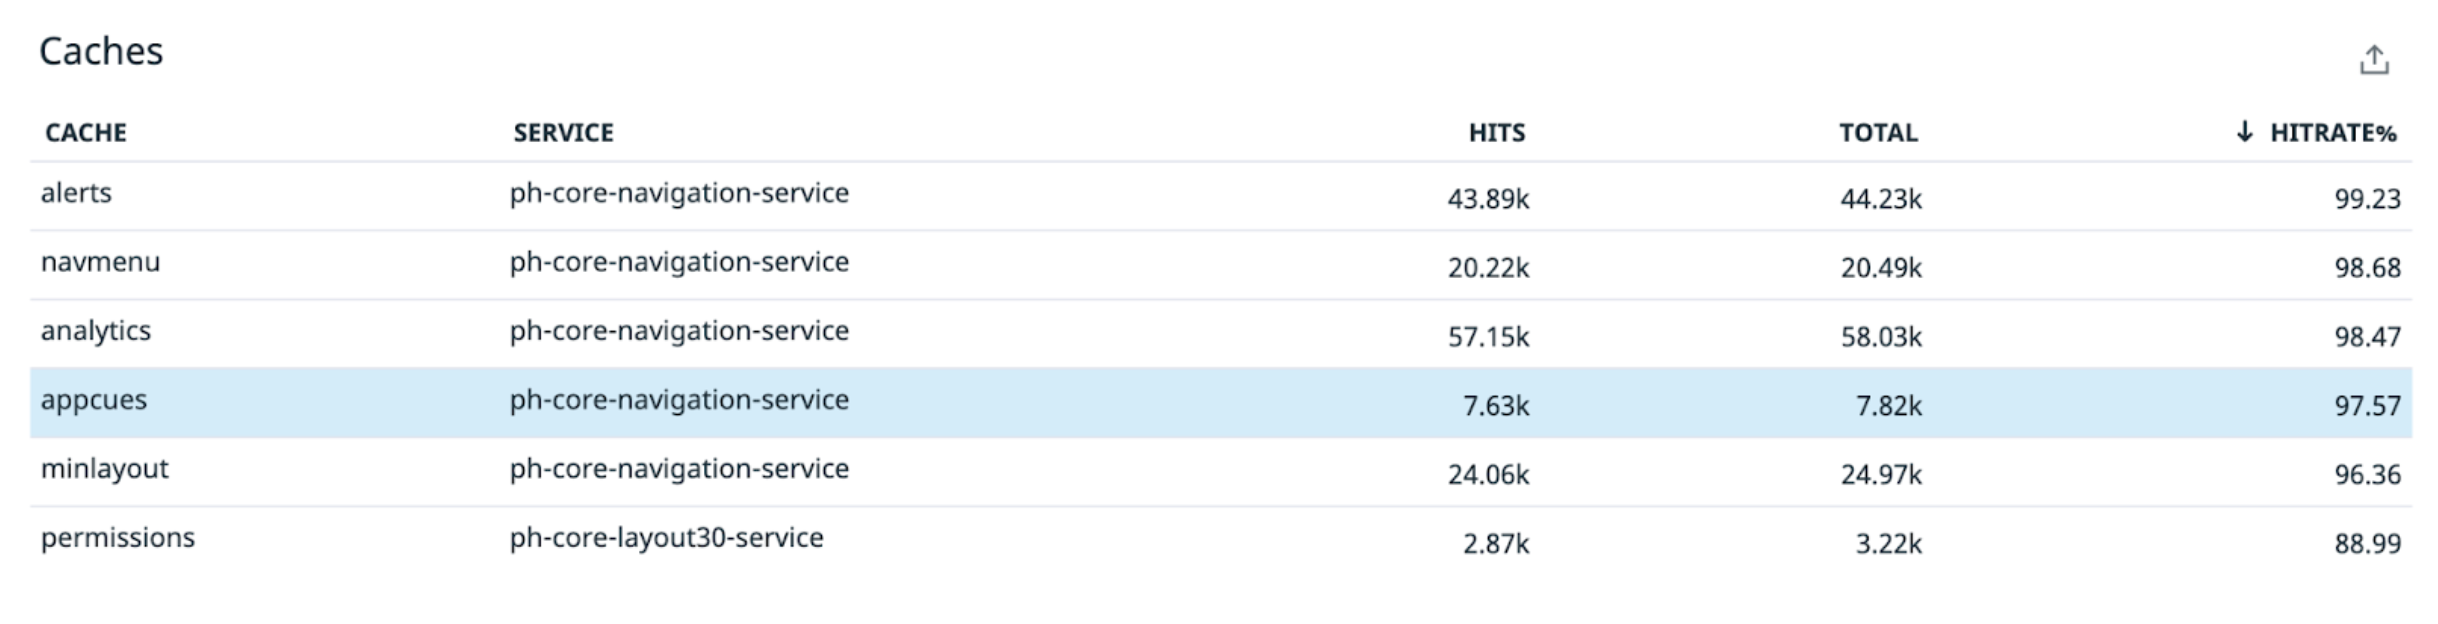 Caches
CACHE SERVICE HITS TOTAL ↓ HITRATE%
alerts ph-core-navigation-service 43.89k 44.23k 99.23
navmenu ph-core-navigation-service 20.22k 20.49k 98.68
analytics ph-core-navigation-service 57.15k 58.03k 98.47
appcues ph-core-navigation-service 7.63k 7.82k 97.57
minlayout ph-core-navigation-service 24.06k 24.97k 96.36
permissions ph-core-layout30-service 2.87k 3.22k 88.99